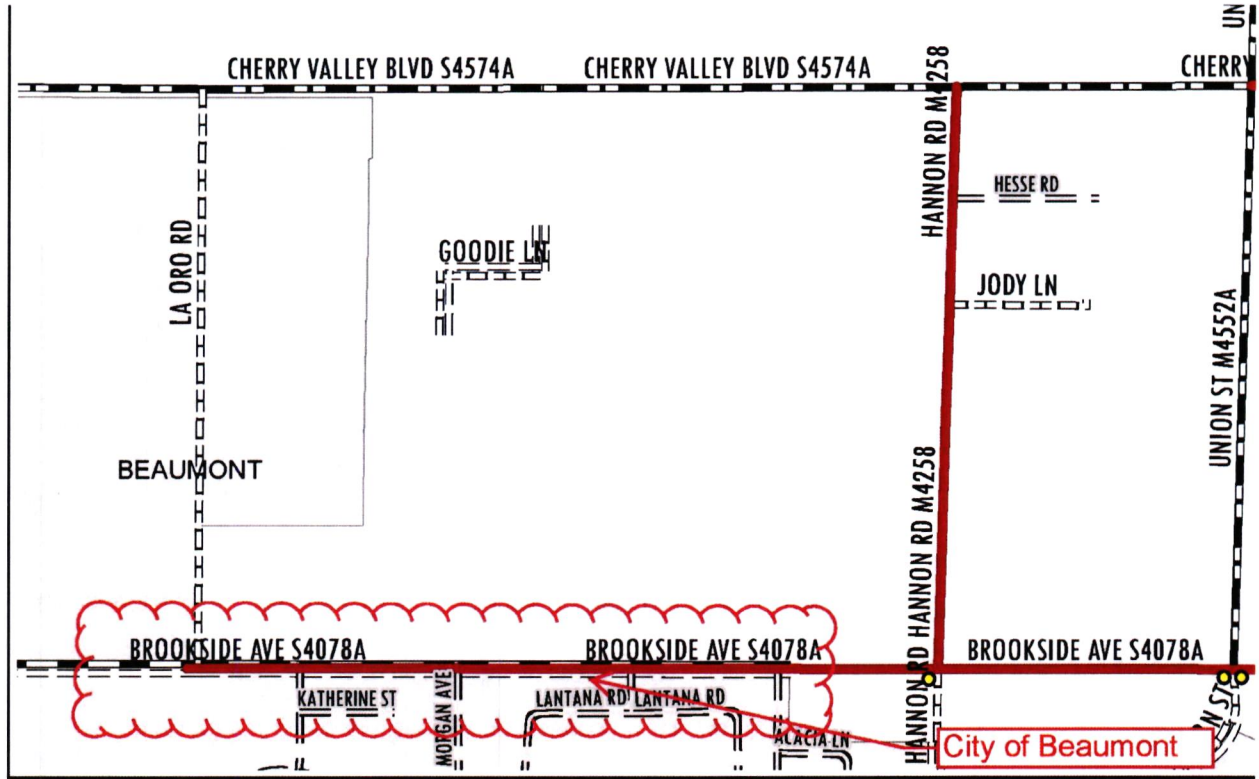 UN
CHERRY VALLEY BLVD S4574A
CHERRY VALLEY BLVD S4574A
CHERRY
HANNON RD M4258
HESSE RD
LA ORO RD
GOODIE LN
JODY LN
UNION ST M4552A
BEAUMONT
HANNON RD M4258
HANNON RD
BROOKSIDE AVE S4078A
BROOKSIDE AVE S4078A
BROOKSIDE AVE S4078A
KATHERINE ST
MORGAN AVE
LANTANA RD
LANTANA RD
ACACIA LN
City of Beaumont